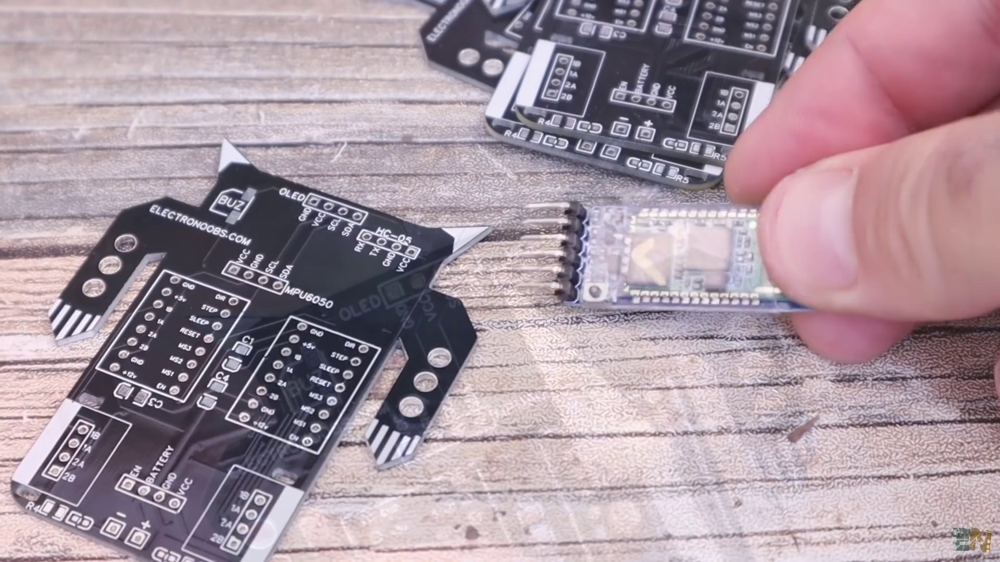 ELECTRONOOBS.COM
BUZ
OLED
GND
VCC
SCL
SDA
HC-05
RX
TX
GND
VCC
VCC
GND
SCL
SDA
MPU6050
GND
+5v
1B
1A
2A
2B
GND
+12v
DIR
STEP
SLEEP
RESET
MS3
MS2
MS1
EN
C1
C4
C3
GND
+5v
1B
1A
2A
2B
GND
+12v
DIR
STEP
SLEEP
RESET
MS3
MS2
MS1
EN
OLED
1B
1A
2A
2B
EN
BATTERY
GND
VCC
1B
1A
2A
2B
R4
-
+
1B
1A
2A
2B
EN
BATTERY
GND
VCC
1B
1A
2A
2B
R4
-
+
R5
R4
R5
C3
+12v
EN